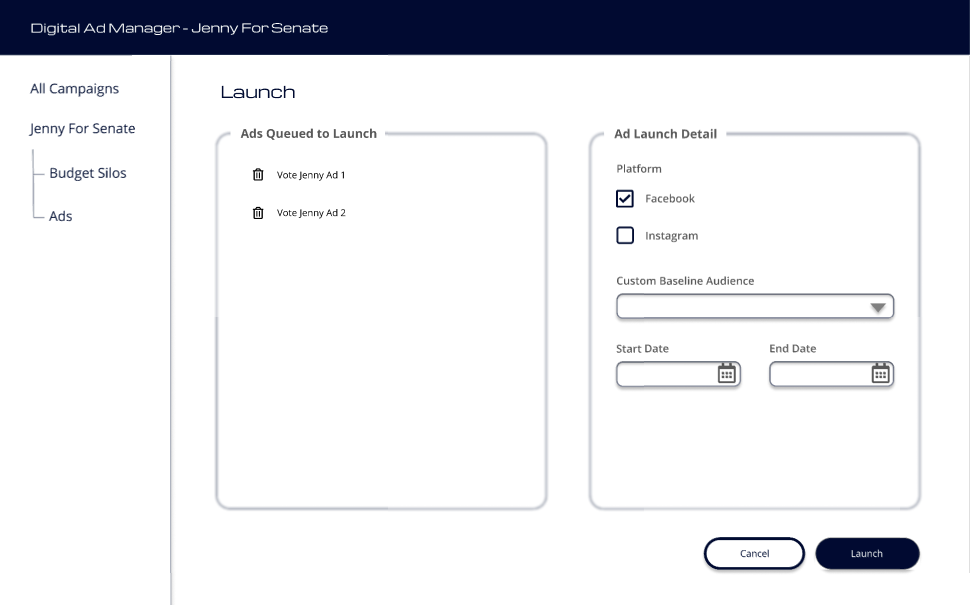 Digital Ad Manager - Jenny For Senate
All Campaigns
Jenny For Senate
Budget Silos
Ads
Launch
Ads Queued to Launch
Vote Jenny Ad 1
Vote Jenny Ad 2
Ad Launch Detail
Platform
Facebook
Instagram
Custom Baseline Audience
Start Date End Date
Cancel Launch